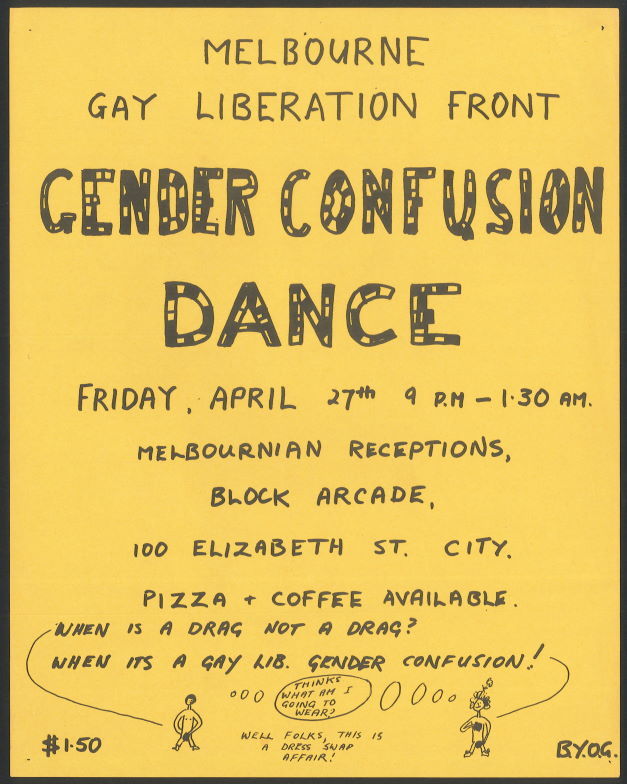 MELBOURNE
GAY LIBERATION FRONT
GENDER CONFUSION
DANCE
FRIDAY, APRIL 27th 9 P.M – 1·30 AM.
MELBOURNIAN RECEPTIONS,
BLOCK ARCADE,
100 ELIZABETH ST. CITY.
PIZZA + COFFEE AVAILABLE.
WHEN IS A DRAG NOT A DRAG?
WHEN ITS A GAY LIB. GENDER CONFUSION!
THINKS
WHAT AM I
GOING TO
WEAR?
WELL FOLKS, THIS IS
A DRESS SWAP
AFFAIR!
$1·50
B.Y.O.G.